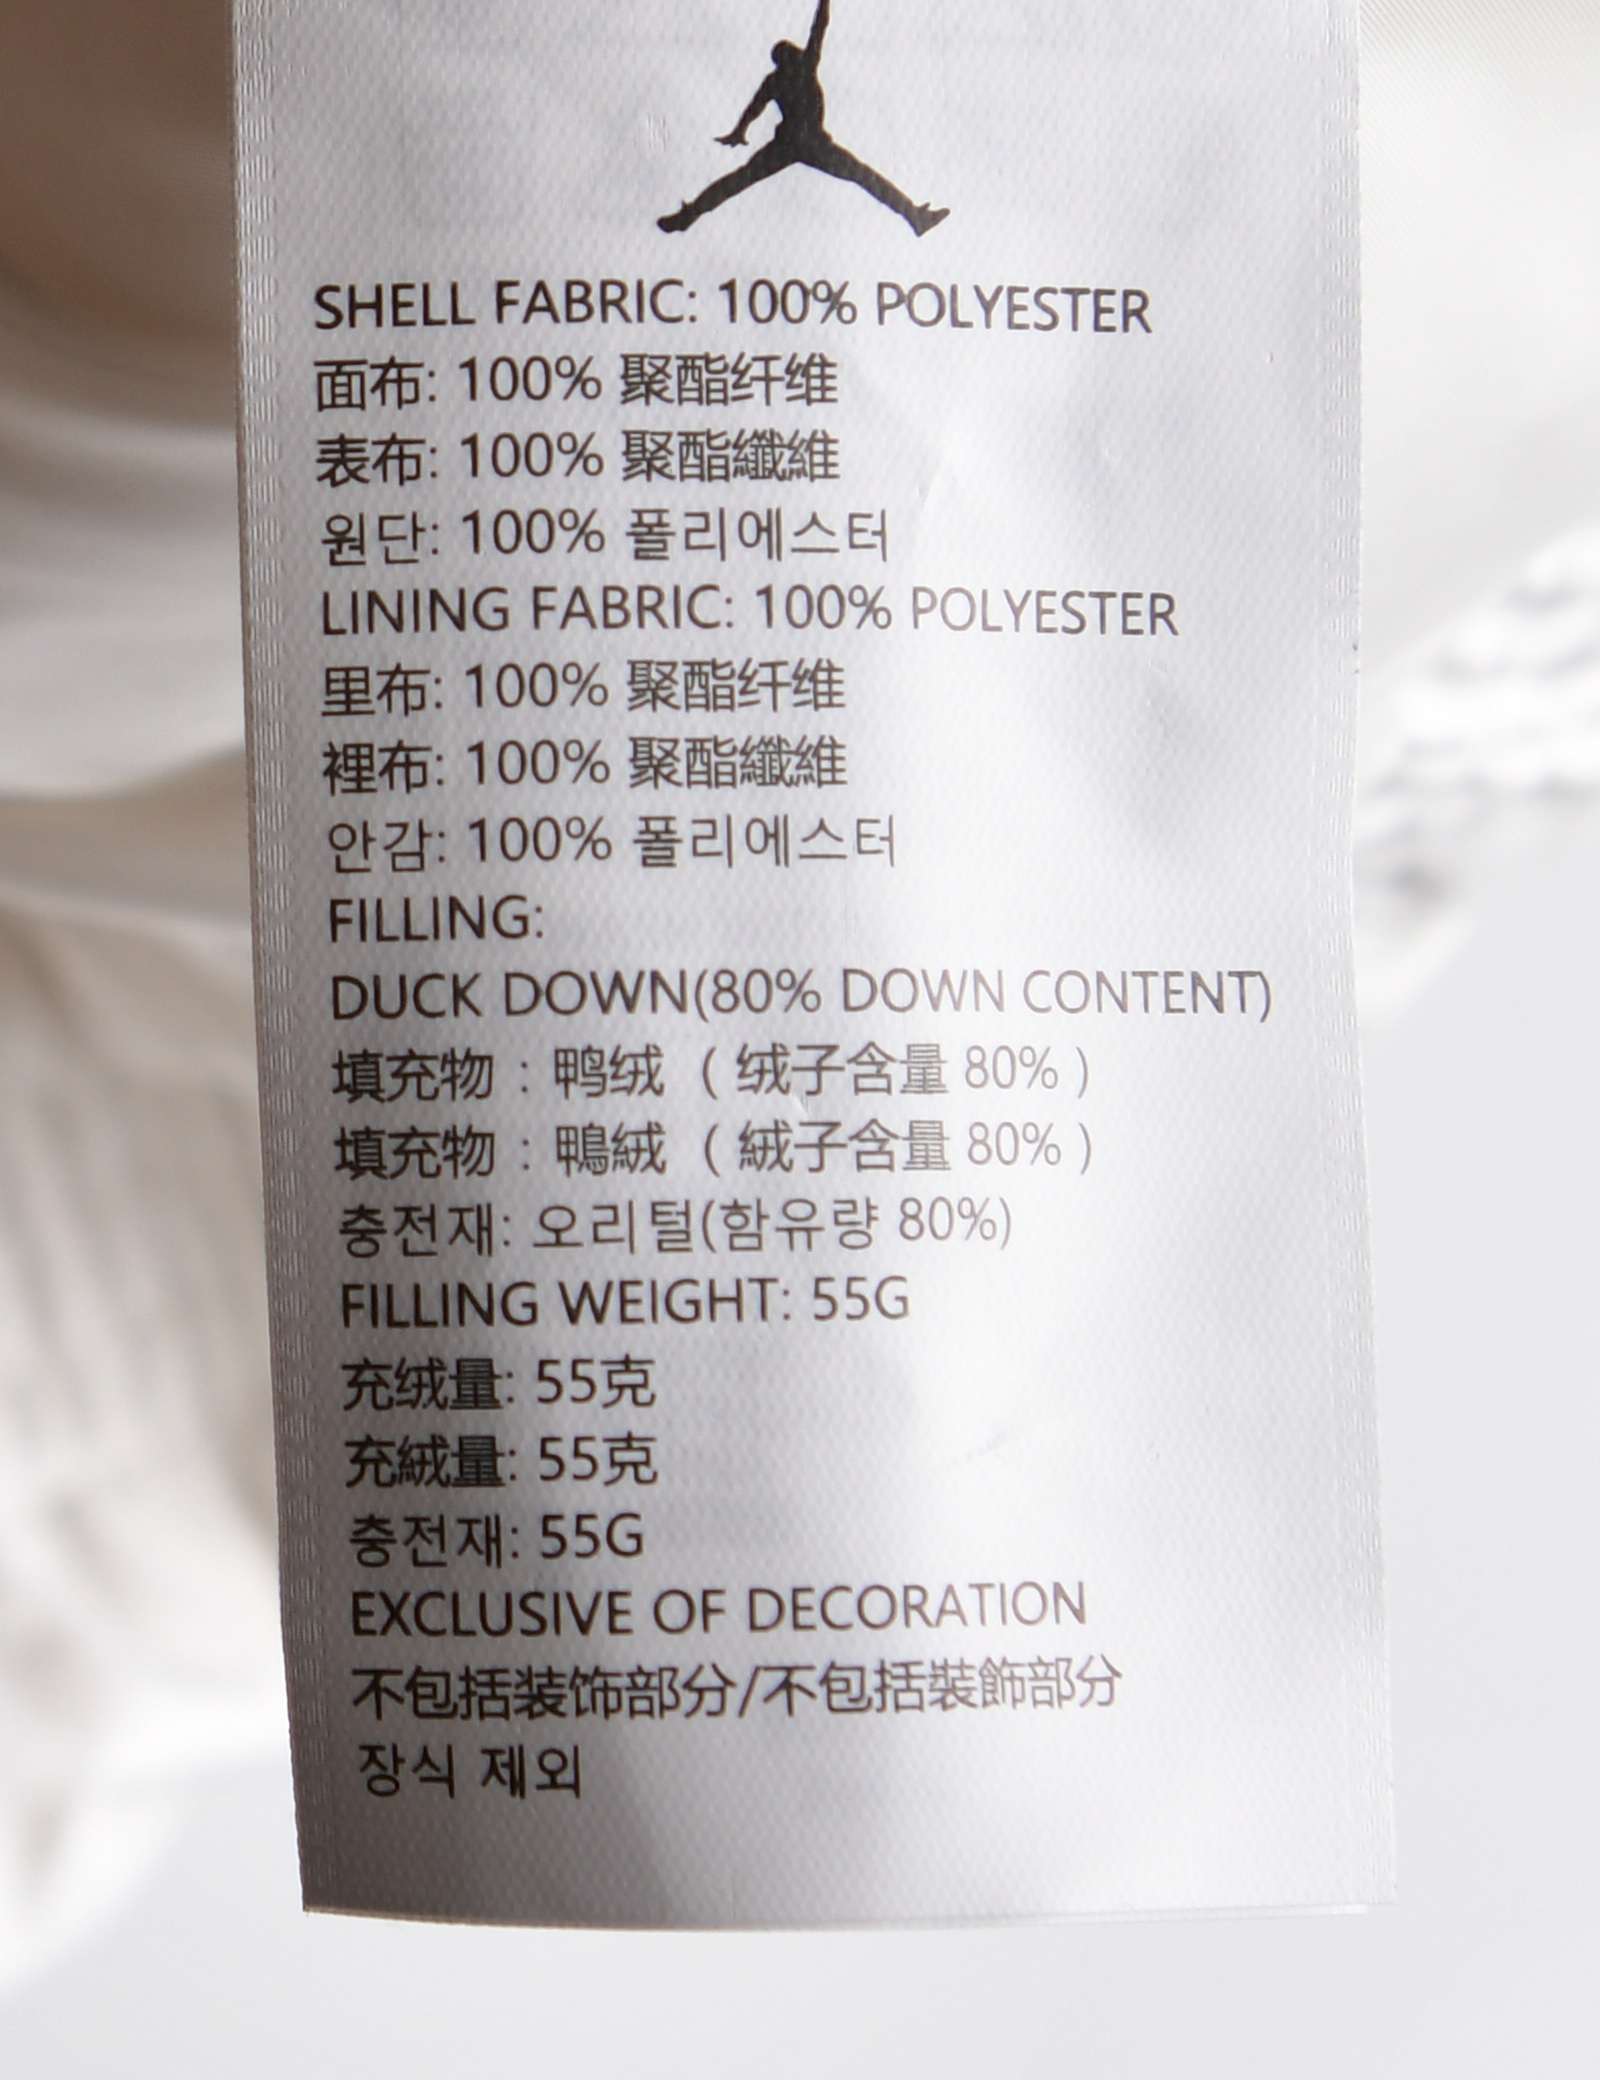 SHELL FABRIC: 100% POLYESTER
面布: 100% 聚酯纤维
表布: 100% 聚酯纖維
원단: 100% 폴리에스터
LINING FABRIC: 100% POLYESTER
里布: 100% 聚酯纤维
裡布: 100% 聚酯纖維
안감: 100% 폴리에스터
FILLING:
DUCK DOWN(80% DOWN CONTENT)
填充物：鸭绒（绒子含量 80%）
填充物：鴨絨（絨子含量 80%）
충전재: 오리털(함유량 80%)
FILLING WEIGHT: 55G
充绒量: 55克
充絨量: 55克
충전재: 55G
EXCLUSIVE OF DECORATION
不包括装饰部分/不包括裝飾部分
장식 제외